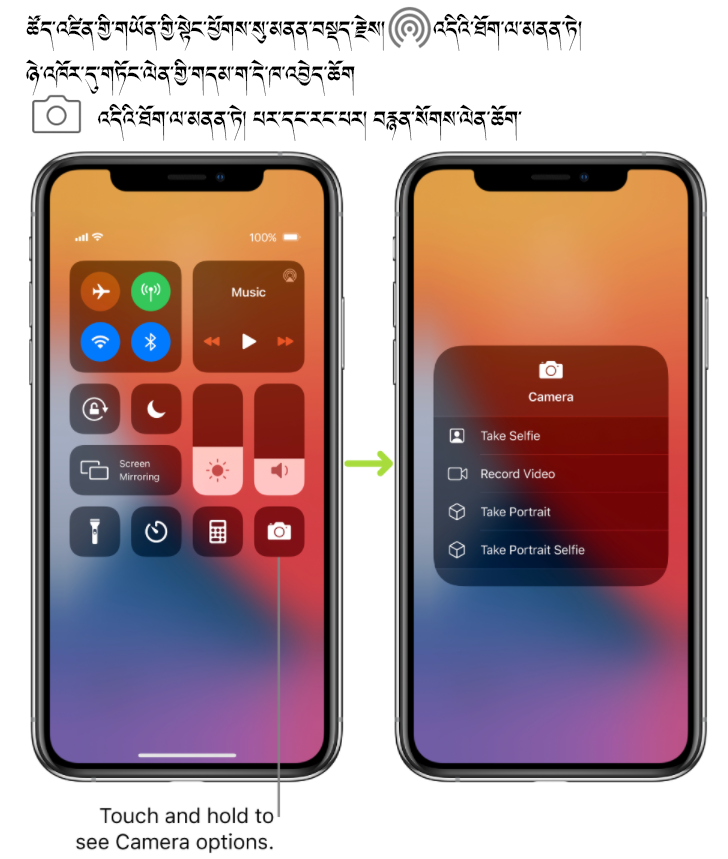 ཚོད་འཛིན་གྱི་གཡོན་གྱི་སྟེང་ཕྱོགས་སུ་མནན་བསྡད་རྗེས། འདིའི་ཐོག་ལ་མནན་ཏེ།
ཉེ་འཁོར་དུ་གཏོང་ལེན་གྱི་གདམ་ག་དེ་ཁ་འབྱེད་ཆོག
འདིའི་ཐོག་ལ་མནན་ཏེ། པར་དང་རང་པར། བརྙན་སོགས་ལེན་ཆོག་
100%
Music
Screen
Mirroring
Camera
Take Selfie
Record Video
Take Portrait
Take Portrait Selfie
Touch and hold to
see Camera options.